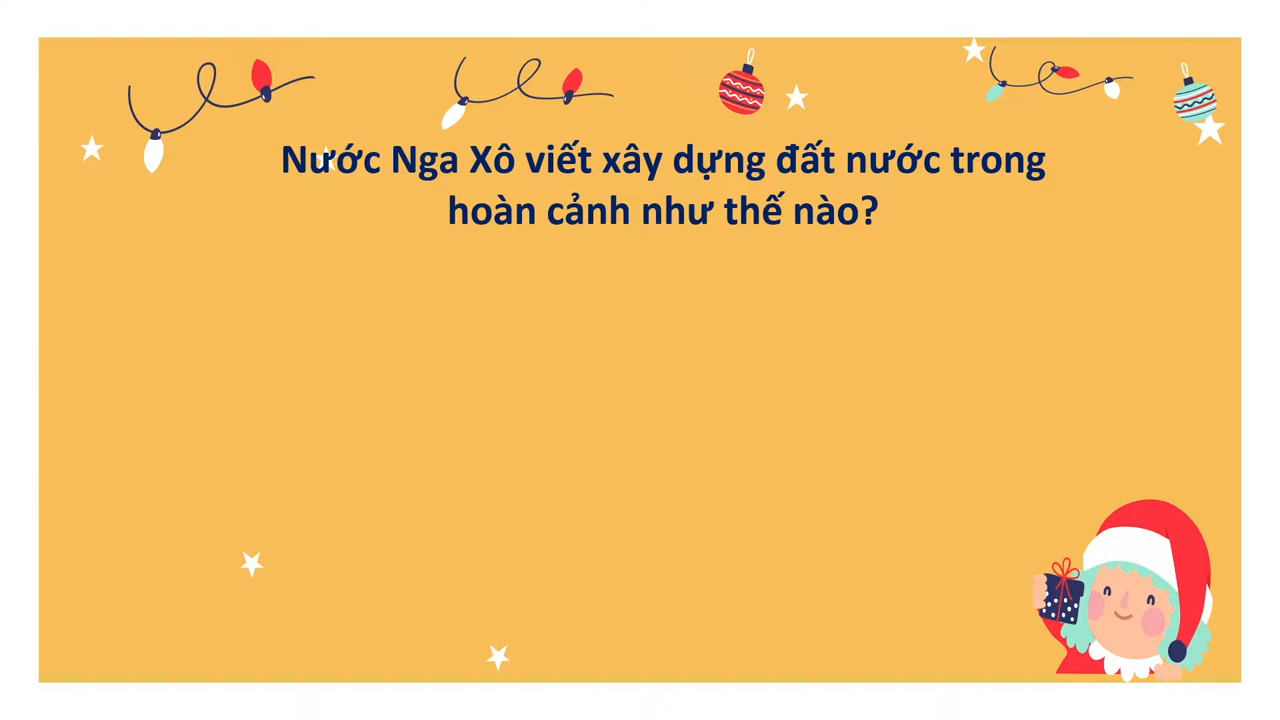 Nước Nga Xô viết xây dựng đất nước trong
hoàn cảnh như thế nào?